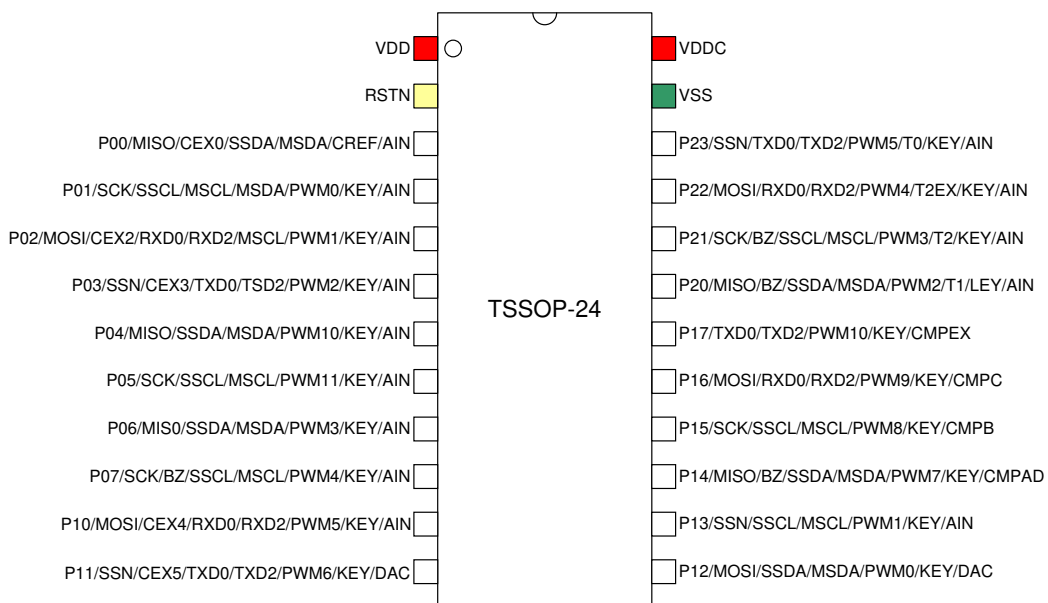 VDD
VDDC
RSTN
VSS
P00/MISO/CEX0/SSDA/MSDA/CREF/AIN
P23/SSN/TXD0/TXD2/PWM5/T0/KEY/AIN
P01/SCK/SSCL/MSCL/MSDA/PWM0/KEY/AIN
P22/MOSI/RXD0/RXD2/PWM4/T2EX/KEY/AIN
P02/MOSI/CEX2/RXD0/RXD2/MSCL/PWM1/KEY/AIN
P21/SCK/BZ/SSCL/MSCL/PWM3/T2/KEY/AIN
P03/SSN/CEX3/TXD0/TSD2/PWM2/KEY/AIN
P20/MISO/BZ/SSDA/MSDA/PWM2/T1/LEY/AIN
TSSOP-24
P04/MISO/SSDA/MSDA/PWM10/KEY/AIN
P17/TXD0/TXD2/PWM10/KEY/CMPEX
P05/SCK/SSCL/MSCL/PWM11/KEY/AIN
P16/MOSI/RXD0/RXD2/PWM9/KEY/CMPC
P06/MIS0/SSDA/MSDA/PWM3/KEY/AIN
P15/SCK/SSCL/MSCL/PWM8/KEY/CMPB
P07/SCK/BZ/SSCL/MSCL/PWM4/KEY/AIN
P14/MISO/BZ/SSDA/MSDA/PWM7/KEY/CMPAD
P10/MOSI/CEX4/RXD0/RXD2/PWM5/KEY/AIN
P13/SSN/SSCL/MSCL/PWM1/KEY/AIN
P11/SSN/CEX5/TXD0/TXD2/PWM6/KEY/DAC
P12/MOSI/SSDA/MSDA/PWM0/KEY/DAC